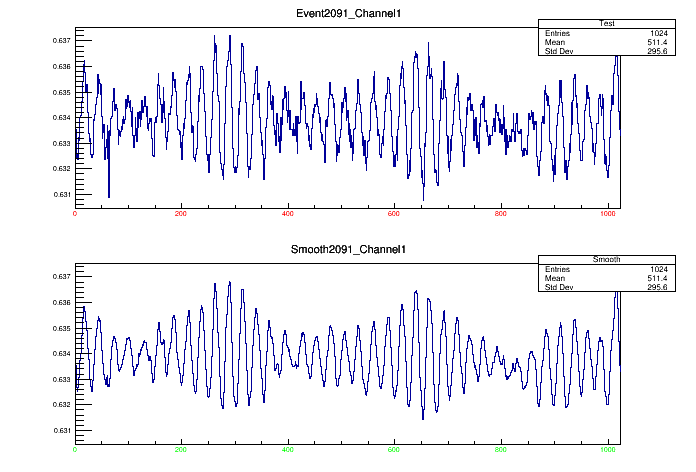 Event2091_Channel1
Test
Entries 1024
Mean 511.4
Std Dev 295.6
0.637
0.636
0.635
0.634
0.633
0.632
0.631
0 200 400 600 800 1000
Smooth2091_Channel1
Smooth
Entries 1024
Mean 511.4
Std Dev 295.6
0.637
0.636
0.635
0.634
0.633
0.632
0.631
0 200 400 600 800 1000